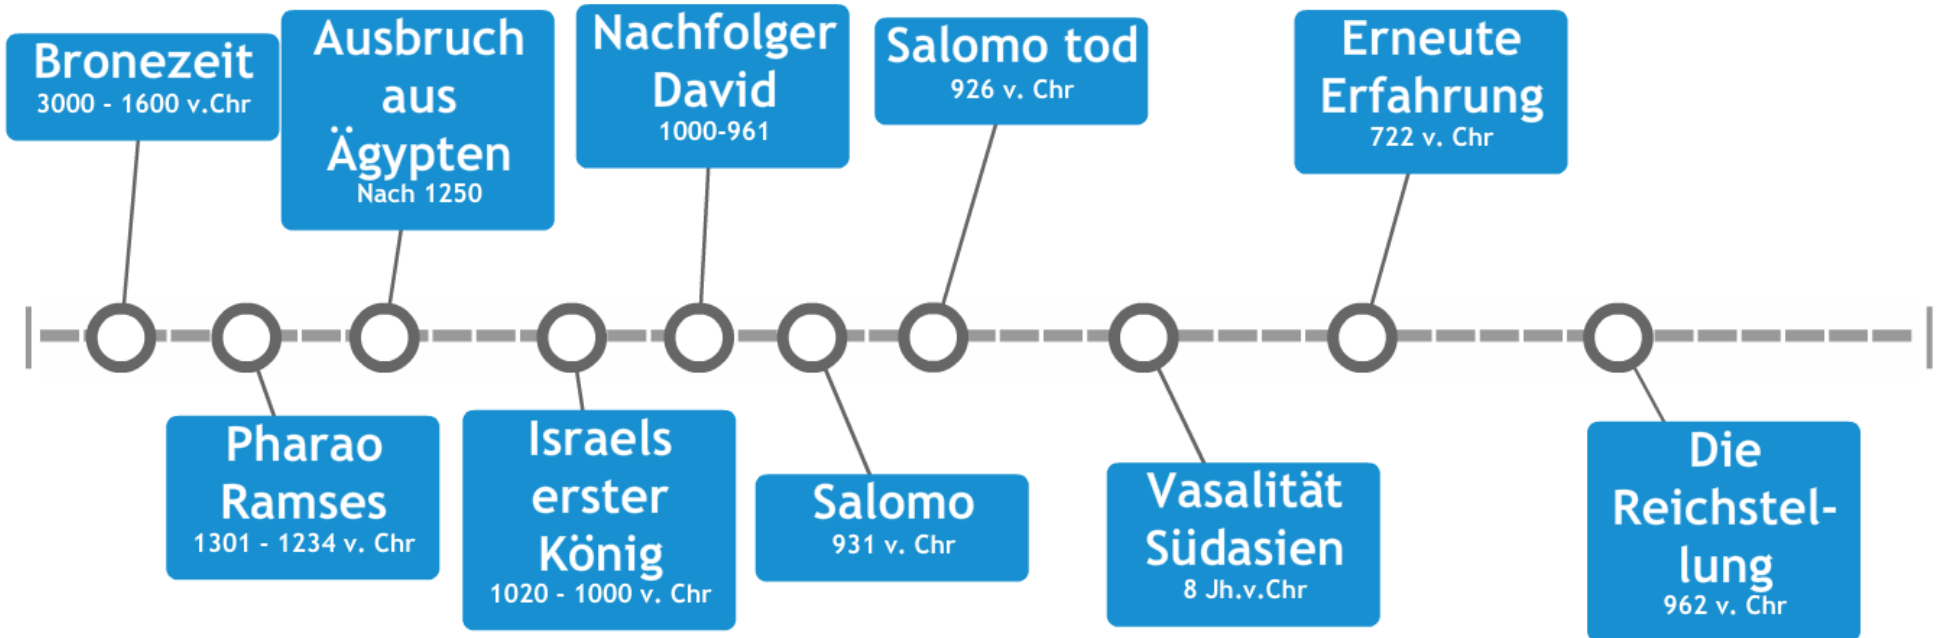 Bronezeit
3000 - 1600 v.Chr
Ausbruch
aus
Ägypten
Nach 1250
Nachfolger
David
1000-961
Salomo tod
926 v. Chr
Erneute
Erfahrung
722 v. Chr
Pharao
Ramses
1301 - 1234 v. Chr
Israels
erster
König
1020 - 1000 v. Chr
Salomo
931 v. Chr
Vasalität
Südasien
8 Jh.v.Chr
Die
Reichstel-
lung
962 v. Chr